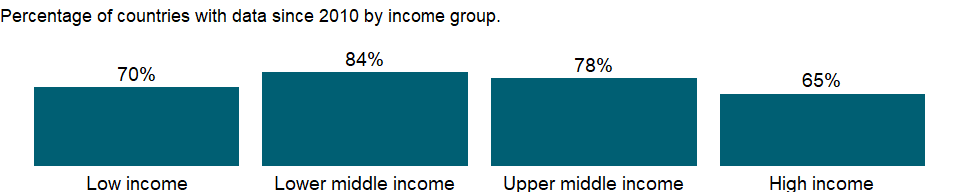 Percentage of countries with data since 2010 by income group.
84%
78%
70%
65%
Low income
Lower middle income
Upper middle income
High income